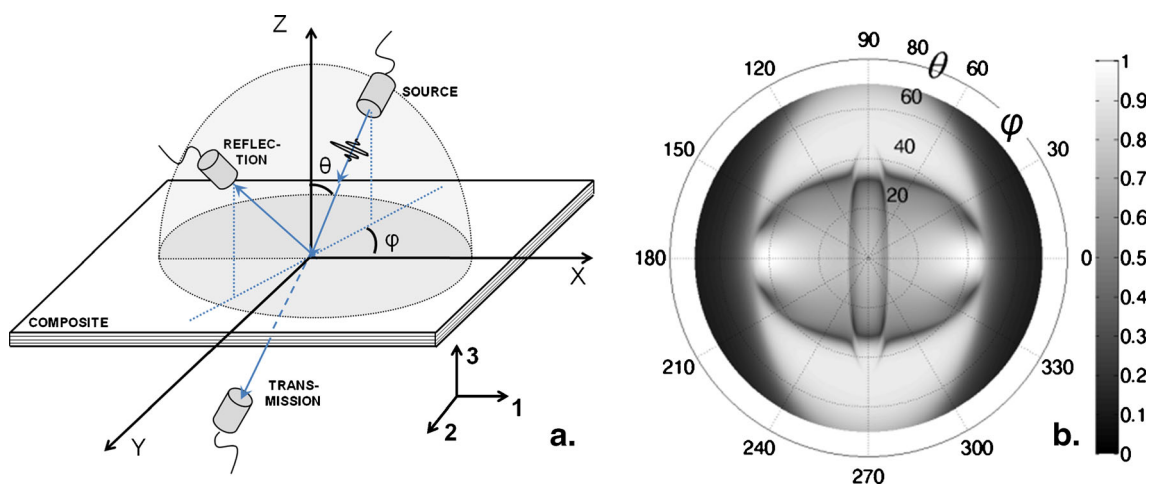 Z
SOURCE
REFLEC-
TION
θ
φ
X
COMPOSITE
TRANS-
MISSION
Y
3
1
2
a.
90
80
θ
60
120
60
φ
40
150
30
20
180
0
210
330
240
300
270
b.
1
0.9
0.8
0.7
0.6
0.5
0.4
0.3
0.2
0.1
0